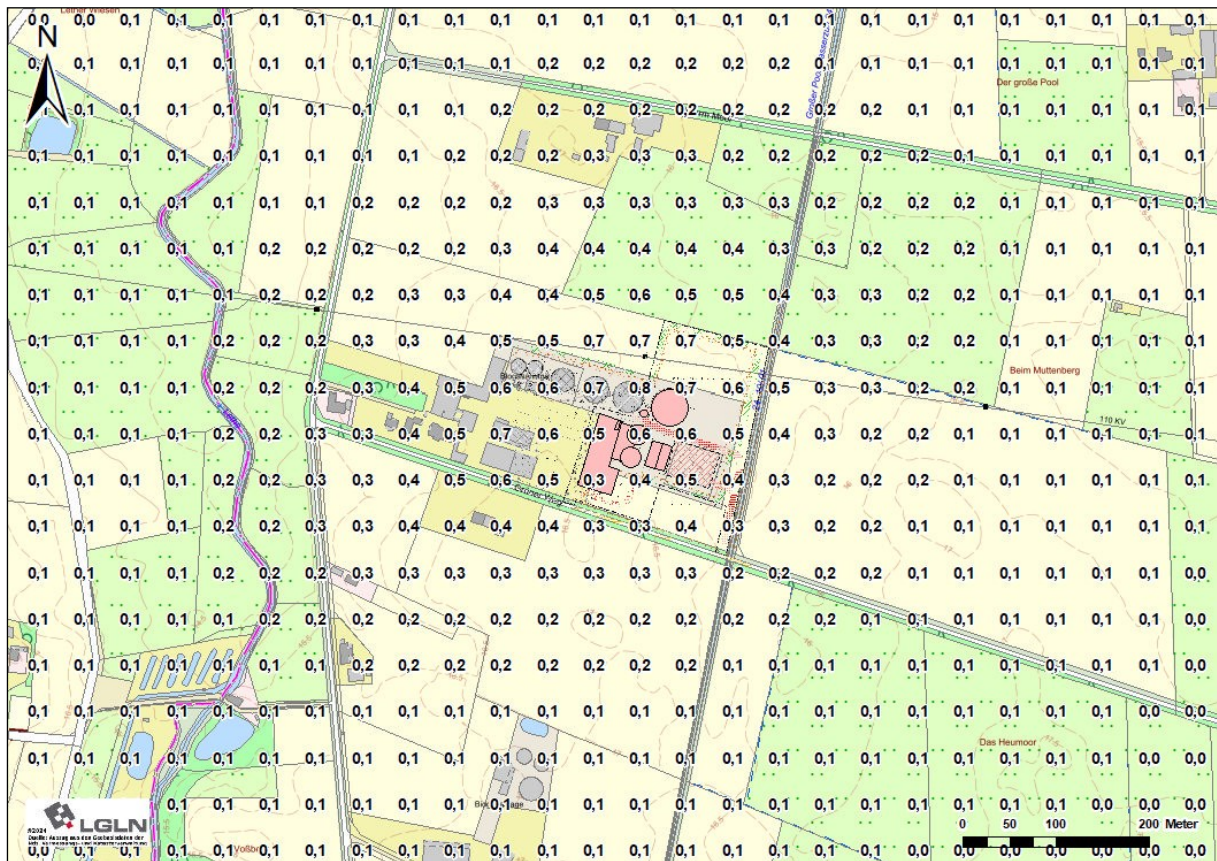 Lether Wiesen
0,0 0,0 0,1 0,1 0,1 0,1 0,1 0,1 0,1 0,1 0,1 0,1 0,1 0,1 0,1 0,1 0,1 0,1 0,1 0,1 0,1 0,1 0,1 0,1 0,1
N
0,1 0,1 0,1 0,1 0,1 0,1 0,1 0,1 0,1 0,1 0,2 0,2 0,2 0,2 0,2 0,1 0,1 0,1 0,1 0,1 0,1 0,1 0,1 0,1 0,1
Der große Pool
0,1 0,1 0,1 0,1 0,1 0,1 0,1 0,1 0,1 0,2 0,2 0,2 0,2 0,2 0,2 0,2 0,2 0,2 0,1 0,1 0,1 0,1 0,1 0,1 0,1
Im Moor
0,1 0,1 0,1 0,1 0,1 0,1 0,1 0,1 0,1 0,2 0,2 0,2 0,3 0,3 0,3 0,2 0,2 0,2 0,2 0,2 0,1 0,1 0,1 0,1 0,1 0,1
0,1 0,1 0,1 0,1 0,1 0,1 0,1 0,2 0,2 0,2 0,2 0,3 0,3 0,3 0,3 0,3 0,3 0,2 0,2 0,2 0,2 0,1 0,1 0,1 0,1 0,1
0,1 0,1 0,1 0,1 0,1 0,2 0,2 0,2 0,2 0,2 0,3 0,4 0,4 0,4 0,4 0,4 0,3 0,3 0,2 0,2 0,2 0,1 0,1 0,1 0,1 0,1
0,1 0,1 0,1 0,1 0,1 0,2 0,2 0,2 0,3 0,3 0,4 0,4 0,5 0,6 0,5 0,5 0,4 0,3 0,3 0,2 0,2 0,1 0,1 0,1 0,1 0,1
0,1 0,1 0,1 0,1 0,2 0,2 0,2 0,3 0,3 0,3 0,5 0,5 0,7 0,7 0,7 0,5 0,4 0,3 0,3 0,2 0,2 0,1 0,1 0,1 0,1 0,1
Beim Muttenberg
0,1 0,1 0,1 0,1 0,2 0,2 0,2 0,3 0,4 0,5 0,6 0,6 0,7 0,8 0,7 0,6 0,5 0,3 0,3 0,2 0,2 0,1 0,1 0,1 0,1 0,1
110 KV
0,1 0,1 0,1 0,1 0,1 0,2 0,3 0,3 0,4 0,5 0,7 0,6 0,5 0,6 0,6 0,5 0,4 0,3 0,2 0,2 0,1 0,1 0,1 0,1 0,1 0,1
0,1 0,1 0,1 0,1 0,2 0,2 0,3 0,3 0,4 0,5 0,6 0,5 0,3 0,4 0,5 0,4 0,3 0,3 0,2 0,2 0,1 0,1 0,1 0,1 0,1 0,1
Grüner Weg
0,1 0,1 0,1 0,1 0,2 0,2 0,3 0,3 0,4 0,4 0,4 0,4 0,3 0,3 0,4 0,3 0,3 0,2 0,2 0,1 0,1 0,1 0,1 0,1 0,1 0,1
0,1 0,1 0,1 0,1 0,2 0,2 0,2 0,3 0,3 0,3 0,3 0,3 0,3 0,3 0,3 0,2 0,2 0,2 0,2 0,1 0,1 0,1 0,1 0,1 0,1 0,0
0,1 0,1 0,1 0,1 0,1 0,2 0,2 0,2 0,2 0,2 0,2 0,2 0,2 0,2 0,2 0,2 0,2 0,1 0,1 0,1 0,1 0,1 0,1 0,1 0,1 0,0
0,1 0,1 0,1 0,1 0,1 0,1 0,1 0,2 0,2 0,2 0,2 0,2 0,2 0,2 0,2 0,1 0,1 0,1 0,1 0,1 0,1 0,1 0,1 0,1 0,1 0,0
0,1 0,1 0,1 0,1 0,1 0,1 0,1 0,1 0,1 0,1 0,1 0,1 0,1 0,1 0,1 0,1 0,1 0,1 0,1 0,1 0,1 0,1 0,1 0,1 0,0 0,0
Das Heumoor
0,1 0,1 0,1 0,1 0,1 0,1 0,1 0,1 0,1 0,1 0,1 0,1 0,1 0,1 0,1 0,1 0,1 0,1 0,1 0,1 0,1 0,1 0,1 0,1 0,0 0,0
0,1 0,1 0,1 0,1 0,1 0,1 0,1 0,1 0,1 0,1 0,1 0,1 0,1 0,1 0,1 0,1 0,1 0,1 0,1 0,0 0,0 0,0
LGLN
©2024
0 50 100 200 Meter
0,0 0,1 0,1 0,1 0,1 0,1 0,1 0,1 0,1 0,1 0,1 0,1 0,1 0,1 0,1 0,1 0,1 0,1 0,0 0,0 0,0 0,0 0,0 0,0 0,0